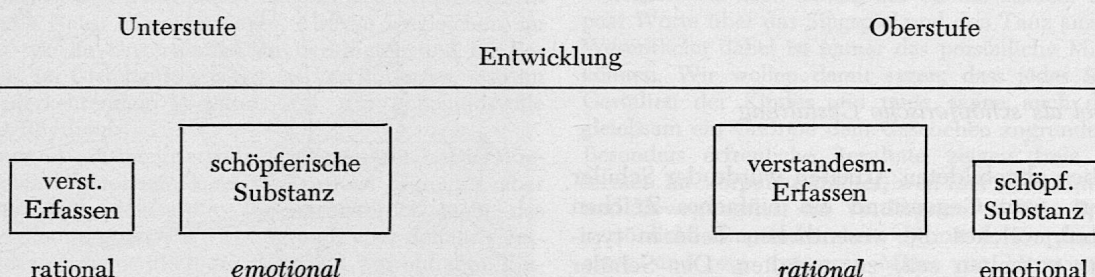 Unterstufe
Oberstufe
Entwicklung
verst.
Erfassen
schöpferische
Substanz
verstandesm.
Erfassen
schöpf.
Substanz
rational
emotional
rational
emotional